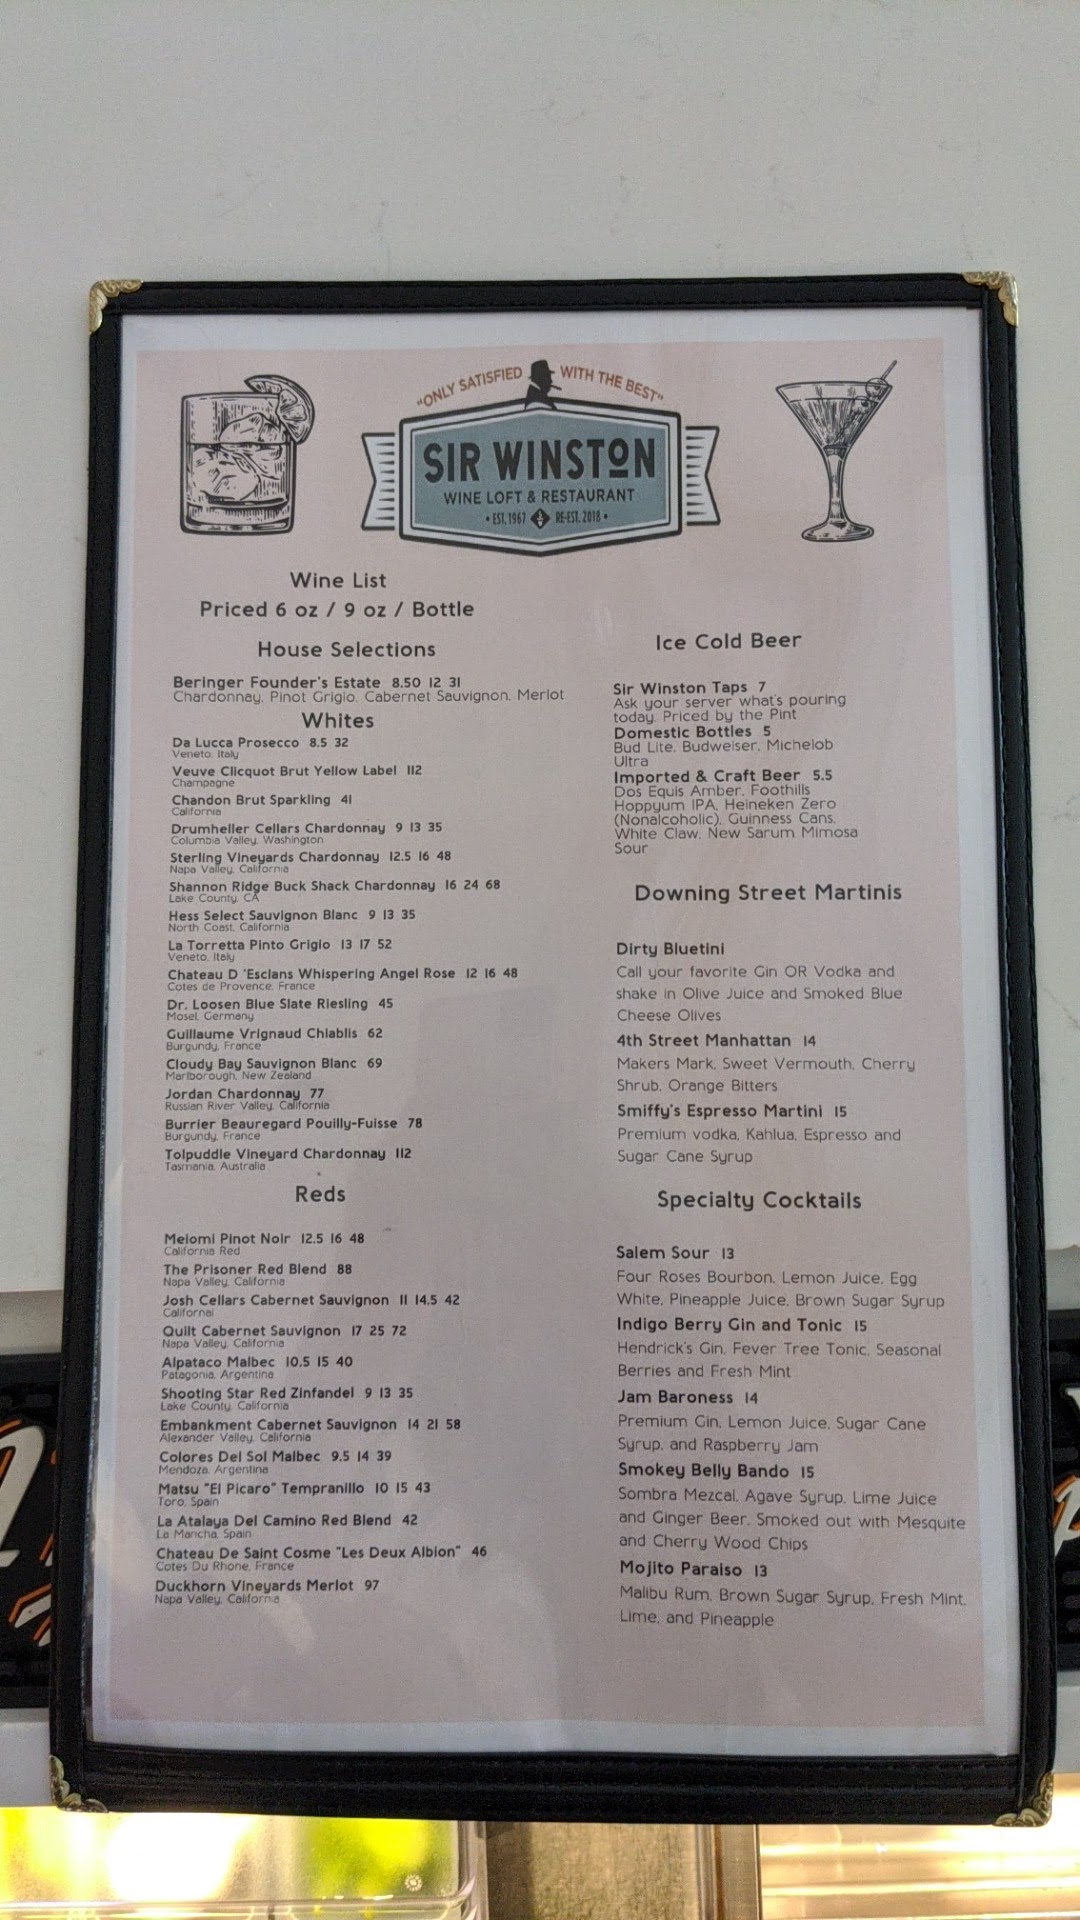 "ONLY SATISFIED WITH THE BEST"
SIR WINSTON
WINE LOFT & RESTAURANT
• EST. 1967 RE-EST. 2018 •
Wine List
Priced 6 oz / 9 oz / Bottle
House Selections
Beringer Founder's Estate 8.50 12 31
Chardonnay, Pinot Grigio, Cabernet Sauvignon, Merlot
Whites
Da Lucca Prosecco 8.5 32
Veneto, Italy
Veuve Clicquot Brut Yellow Label 112
Champagne
Chandon Brut Sparkling 41
California
Drumheller Cellars Chardonnay 9 13 35
Columbia Valley, Washington
Sterling Vineyards Chardonnay 12.5 16 48
Napa Valley, California
Shannon Ridge Buck Shack Chardonnay 16 24 68
Lake County, CA
Hess Select Sauvignon Blanc 9 13 35
North Coast, California
La Torretta Pinto Grigio 13 17 52
Veneto, Italy
Chateau D 'Esclans Whispering Angel Rose 12 16 48
Cotes de Provence, France
Dr. Loosen Blue Slate Riesling 45
Mosel, Germany
Guillaume Vrignaud Chiablis 62
Burgundy, France
Cloudy Bay Sauvignon Blanc 69
Marlborough, New Zealand
Jordan Chardonnay 77
Russian River Valley, California
Burrier Beauregard Pouilly-Fuisse 78
Burgundy, France
Tolpuddle Vineyard Chardonnay 112
Tasmania, Australia
Reds
Meiomi Pinot Noir 12.5 16 48
California Red
The Prisoner Red Blend 88
Napa Valley, California
Josh Cellars Cabernet Sauvignon 11 14.5 42
Californai
Quilt Cabernet Sauvignon 17 25 72
Napa Valley, California
Alpataco Malbec 10.5 15 40
Patagonia, Argentina
Shooting Star Red Zinfandel 9 13 35
Lake County, California
Embankment Cabernet Sauvignon 14 21 58
Alexander Valley, California
Colores Del Sol Malbec 9.5 14 39
Mendoza, Argentina
Matsu "El Picaro" Tempranillo 10 15 43
Toro, Spain
La Atalaya Del Camino Red Blend 42
La Mancha, Spain
Chateau De Saint Cosme "Les Deux Albion" 46
Cotes Du Rhone, France
Duckhorn Vineyards Merlot 97
Napa Valley, California
Ice Cold Beer
Sir Winston Taps 7
Ask your server what's pouring
today. Priced by the Pint
Domestic Bottles 5
Bud Lite, Budweiser, Michelob
Ultra
Imported & Craft Beer 5.5
Dos Equis Amber, Foothills
Hoppyum IPA, Heineken Zero
(Nonalcoholic), Guinness Cans,
White Claw, New Sarum Mimosa
Sour
Downing Street Martinis
Dirty Bluetini
Call your favorite Gin OR Vodka and
shake in Olive Juice and Smoked Blue
Cheese Olives
4th Street Manhattan 14
Makers Mark, Sweet Vermouth, Cherry
Shrub, Orange Bitters
Smiffy's Espresso Martini 15
Premium vodka, Kahlua, Espresso and
Sugar Cane Syrup
Specialty Cocktails
Salem Sour 13
Four Roses Bourbon, Lemon Juice, Egg
White, Pineapple Juice, Brown Sugar Syrup
Indigo Berry Gin and Tonic 15
Hendrick's Gin, Fever Tree Tonic, Seasonal
Berries and Fresh Mint
Jam Baroness 14
Premium Gin, Lemon Juice, Sugar Cane
Syrup, and Raspberry Jam
Smokey Belly Bando 15
Sombra Mezcal, Agave Syrup, Lime Juice
and Ginger Beer, Smoked out with Mesquite
and Cherry Wood Chips
Mojito Paraiso 13
Malibu Rum, Brown Sugar Syrup, Fresh Mint,
Lime, and Pineapple